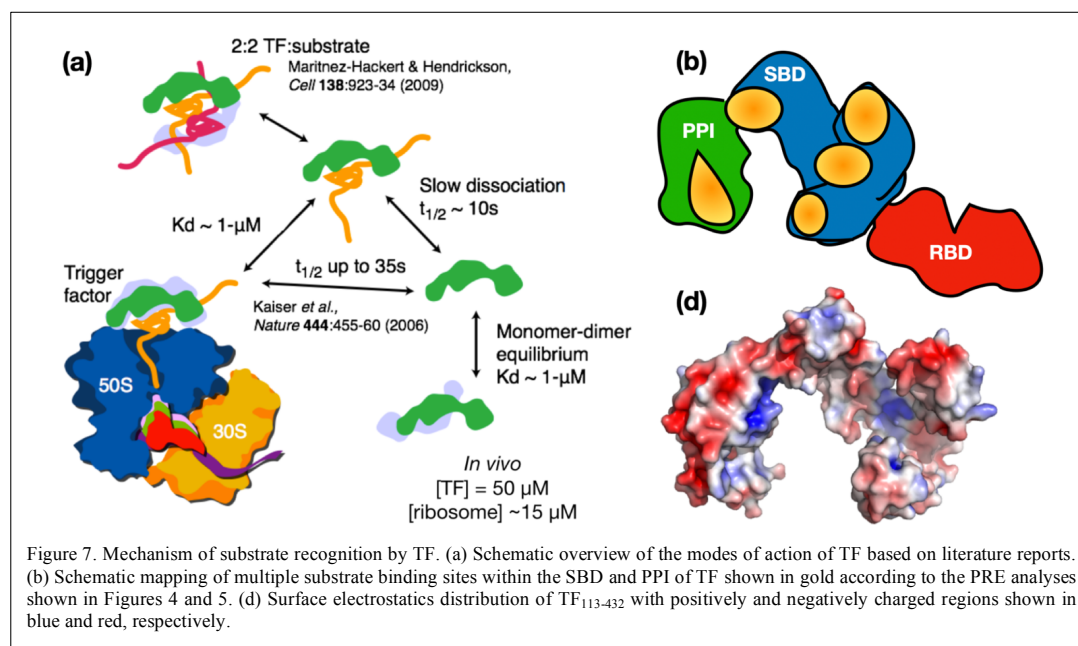 (a)
2:2 TF:substrate
Maritnez-Hackert & Hendrickson,
Cell 138:923-34 (2009)
Slow dissociation
t1/2 ~ 10s
Kd ~ 1-μM
t1/2 up to 35s
Trigger
factor
Kaiser et al.,
Nature 444:455-60 (2006)
Monomer-dimer
equilibrium
Kd ~ 1-μM
50S
30S
In vivo
[TF] = 50 μM
[ribosome] ~15 μM
(b)
SBD
PPI
RBD
(d)
Figure 7. Mechanism of substrate recognition by TF. (a) Schematic overview of the modes of action of TF based on literature reports.
(b) Schematic mapping of multiple substrate binding sites within the SBD and PPI of TF shown in gold according to the PRE analyses
shown in Figures 4 and 5. (d) Surface electrostatics distribution of TF113-432 with positively and negatively charged regions shown in
blue and red, respectively.